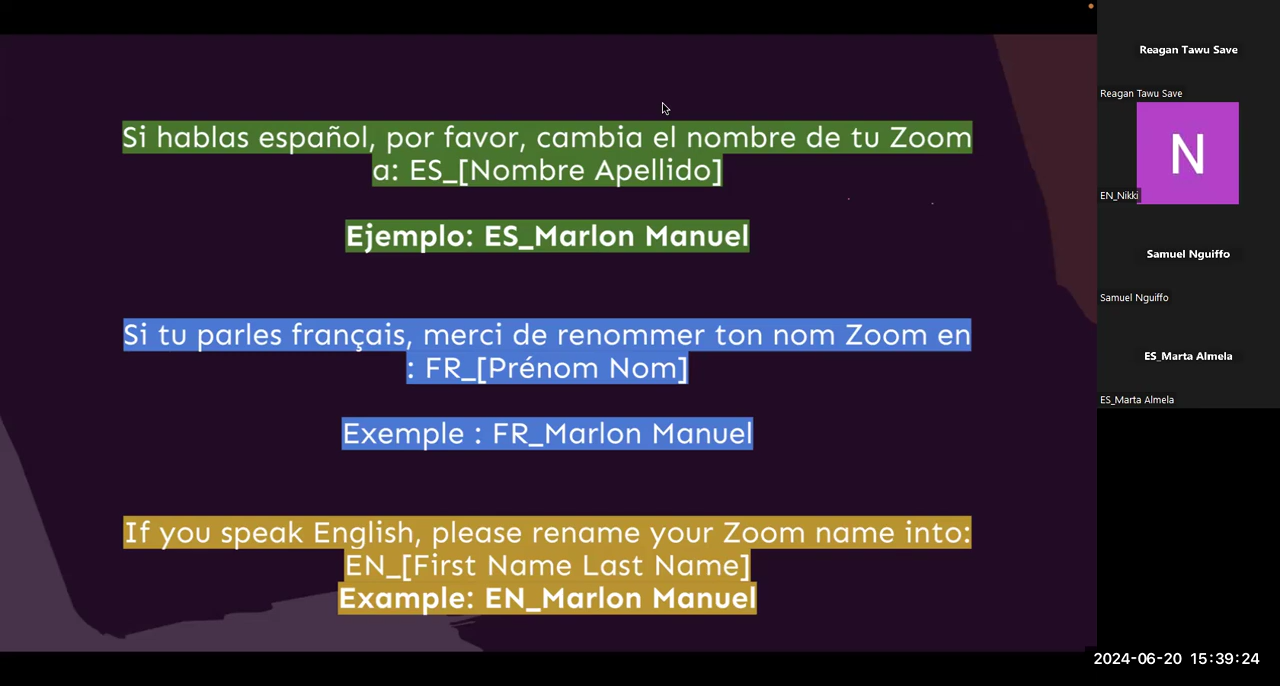 Si hablas español, por favor, cambia el nombre de tu Zoom
a: ES_[Nombre Apellido]
Ejemplo: ES_Marlon Manuel
Si tu parles français, merci de renommer ton nom Zoom en
: FR_[Prénom Nom]
Exemple : FR_Marlon Manuel
If you speak English, please rename your Zoom name into:
EN_[First Name Last Name]
Example: EN_Marlon Manuel
Reagan Tawu Save
Reagan Tawu Save
N
EN_Nikki
Samuel Nguiffo
Samuel Nguiffo
ES_Marta Almela
ES_Marta Almela
2024-06-20 15:39:24